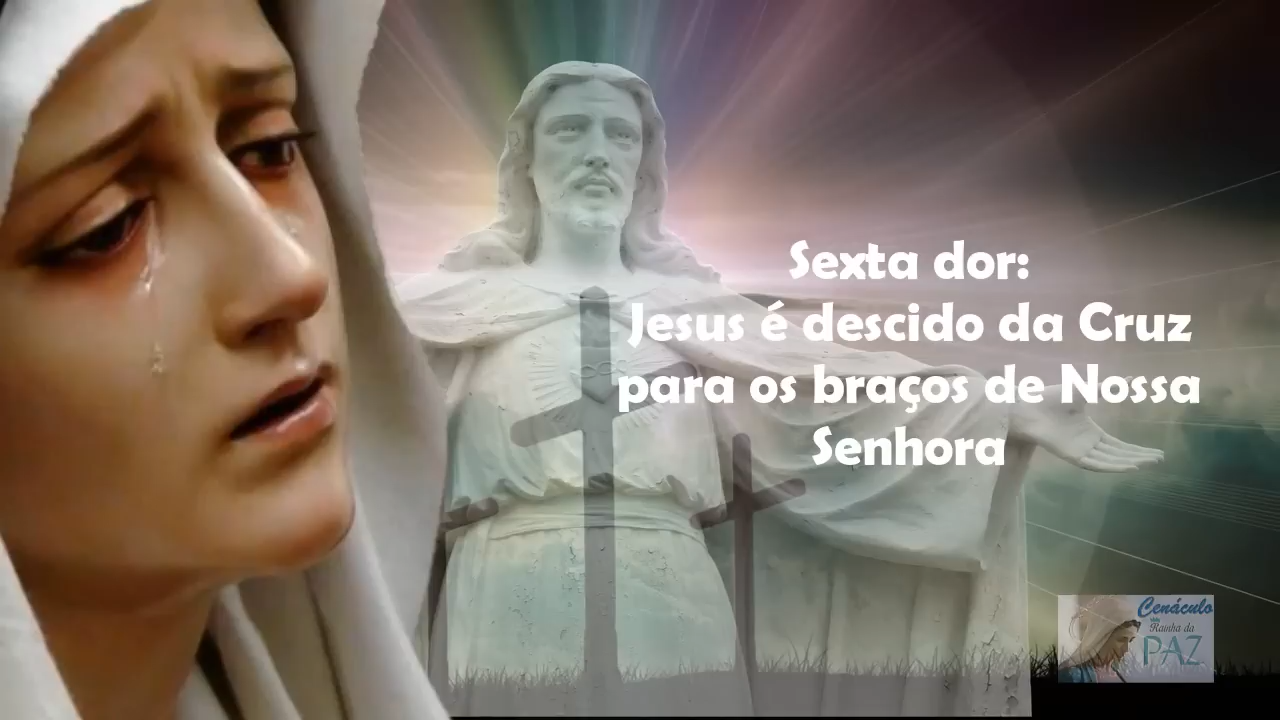 Sexta dor:
Jesus é descido da Cruz
para os braços de Nossa
Senhora
Cenáculo
Rainha da
PAZ